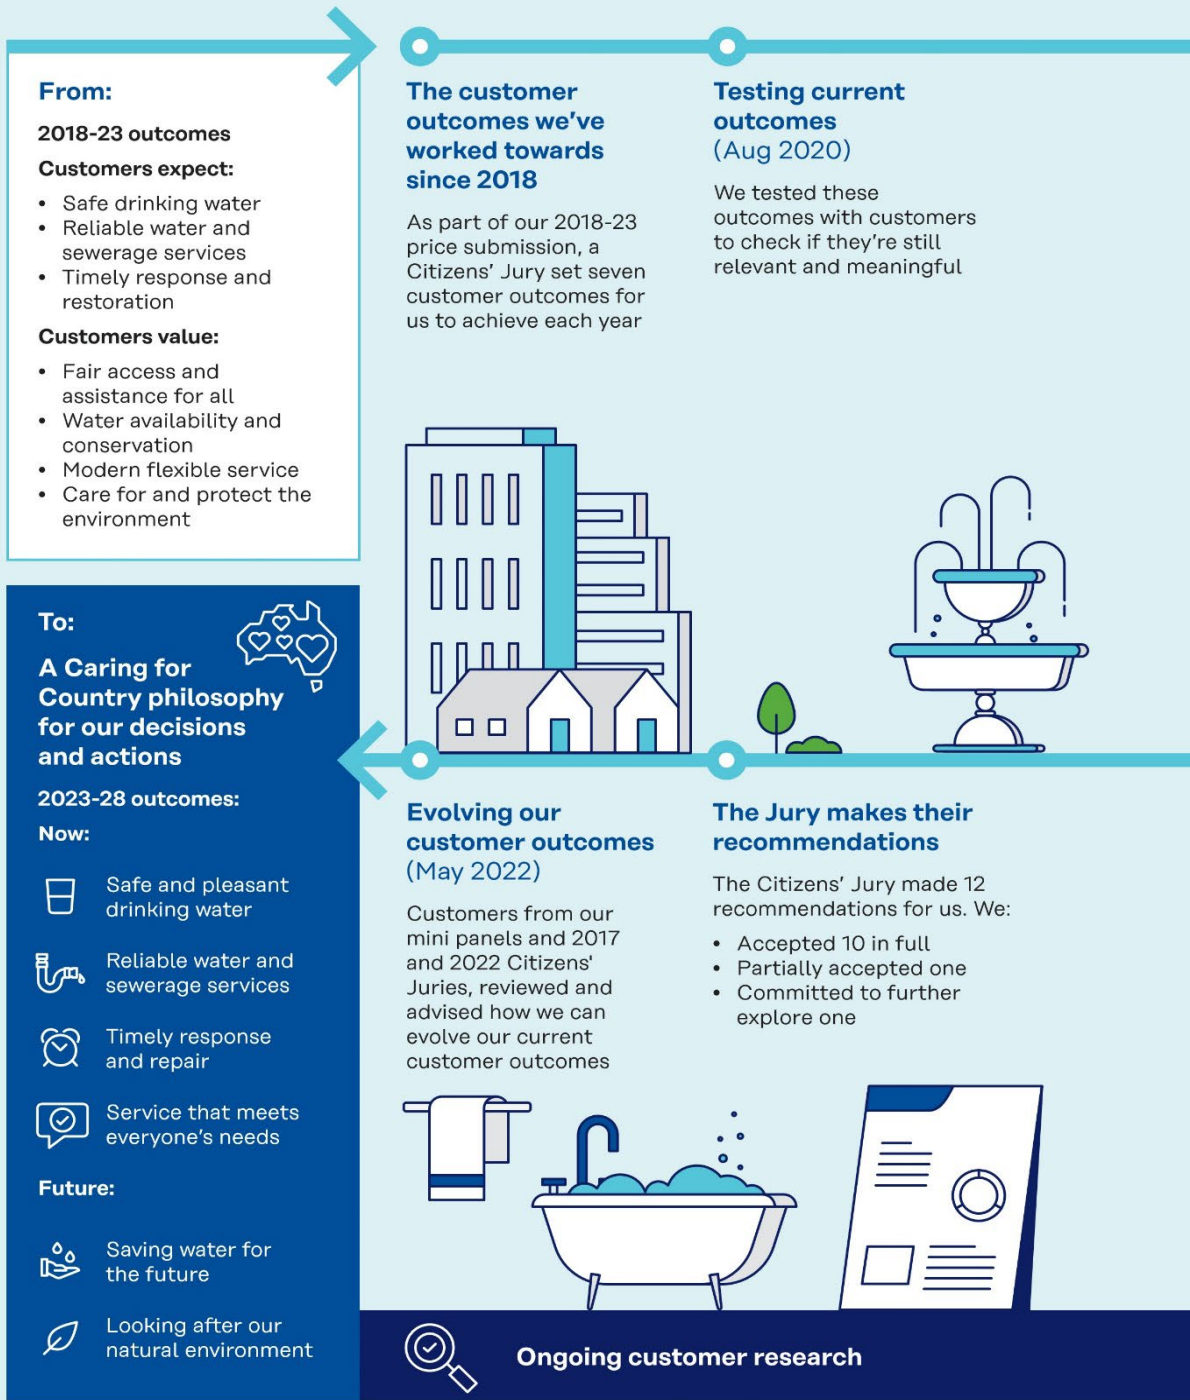 From:
2018-23 outcomes
Customers expect:
• Safe drinking water
• Reliable water and
sewerage services
• Timely response and
restoration
Customers value:
• Fair access and
assistance for all
• Water availability and
conservation
• Modern flexible service
• Care for and protect the
environment
The customer
outcomes we've
worked towards
since 2018
As part of our 2018-23
price submission, a
Citizens' Jury set seven
customer outcomes for
us to achieve each year
Testing current
outcomes
(Aug 2020)
We tested these
outcomes with customers
to check if they're still
relevant and meaningful
To:
A Caring for
Country philosophy
for our decisions
and actions
2023-28 outcomes:
Now:
Safe and pleasant
drinking water
Reliable water and
sewerage services
Timely response
and repair
Service that meets
everyone's needs
Future:
Saving water for
the future
Looking after our
natural environment
Evolving our
customer outcomes
(May 2022)
Customers from our
mini panels and 2017
and 2022 Citizens'
Juries, reviewed and
advised how we can
evolve our current
customer outcomes
The Jury makes their
recommendations
The Citizens' Jury made 12
recommendations for us. We:
• Accepted 10 in full
• Partially accepted one
• Committed to further
explore one
Ongoing customer research